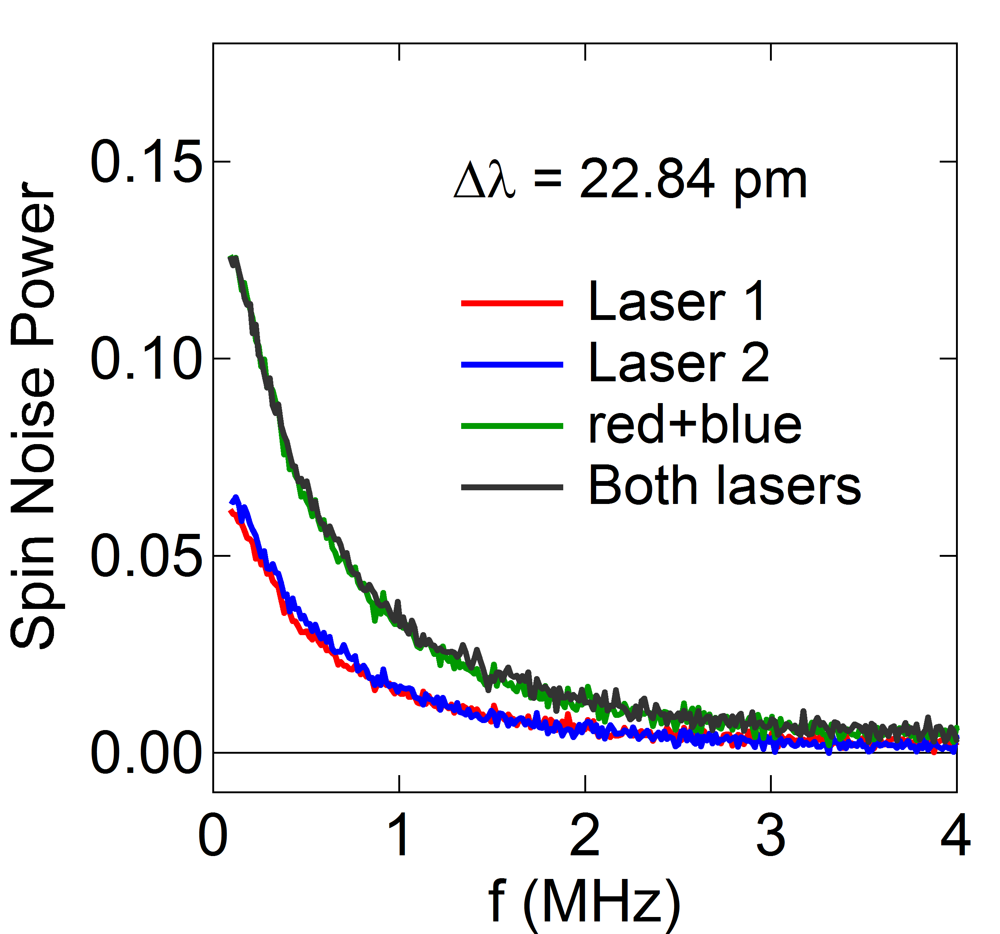 Spin Noise Power
0.15
0.10
0.05
0.00
Δλ = 22.84 pm
Laser 1
Laser 2
red+blue
Both lasers
0 1 2 3 4
f (MHz)